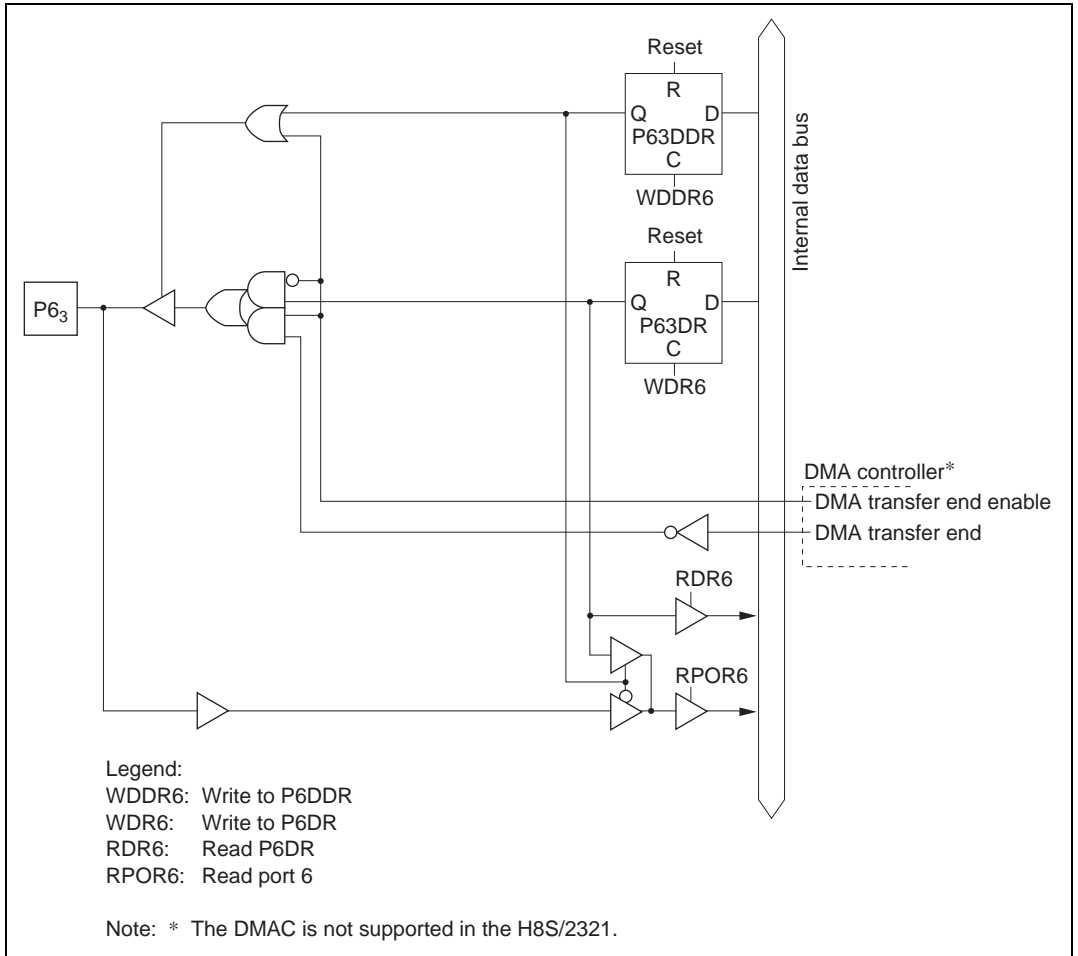 Reset
R
Q D
P63DDR
C
WDDR6
Reset
R
Q D
P63DR
C
WDR6
P6₃
Internal data bus
DMA controller*
DMA transfer end enable
DMA transfer end
RDR6
RPOR6
Legend:
WDDR6: Write to P6DDR
WDR6: Write to P6DR
RDR6: Read P6DR
RPOR6: Read port 6
Note: * The DMAC is not supported in the H8S/2321.